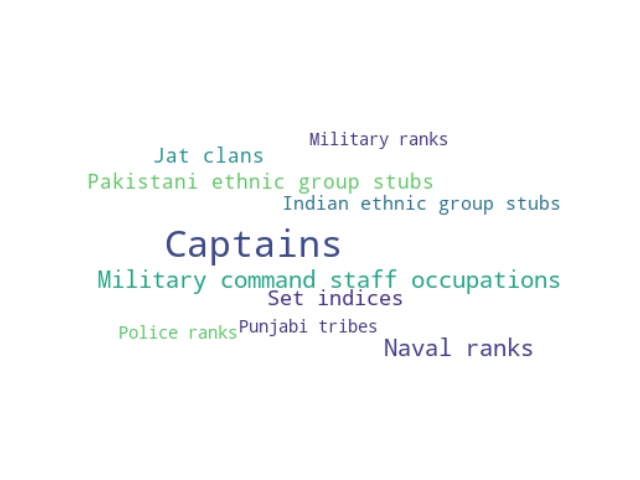 Military ranks
Jat clans
Pakistani ethnic group stubs
Indian ethnic group stubs
Captains
Military command staff occupations
Set indices
Punjabi tribes
Police ranks
Naval ranks